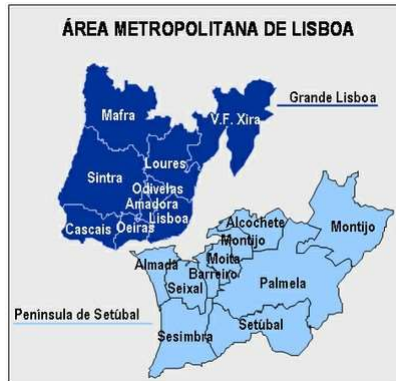 ÁREA METROPOLITANA DE LISBOA
Grande Lisboa
Mafra
V.F. Xira
Loures
Sintra
Odivelas
Amadora
Lisboa
Cascais
Oeiras
Alcochete
Montijo
Montijo
Almada
Moita
Barreiro
Seixal
Palmela
Península de Setúbal
Setúbal
Sesimbra